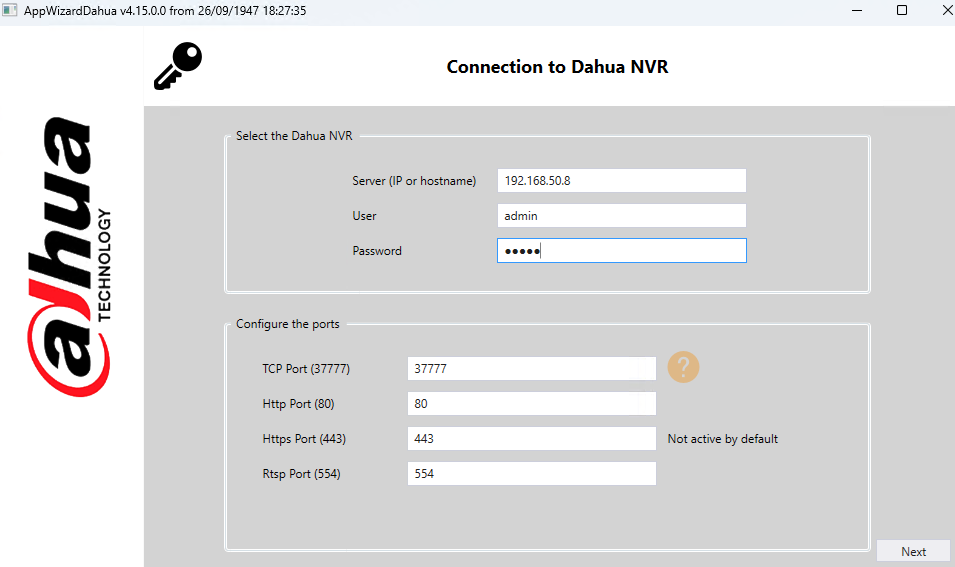 AppWizardDahua v4.15.0.0 from 26/09/1947 18:27:35
Connection to Dahua NVR
alhua
TECHNOLOGY
Select the Dahua NVR
Server (IP or hostname) 192.168.50.8
User admin
Password •••••
Configure the ports
TCP Port (37777) 37777 ?
Http Port (80) 80
Https Port (443) 443 Not active by default
Rtsp Port (554) 554
Next